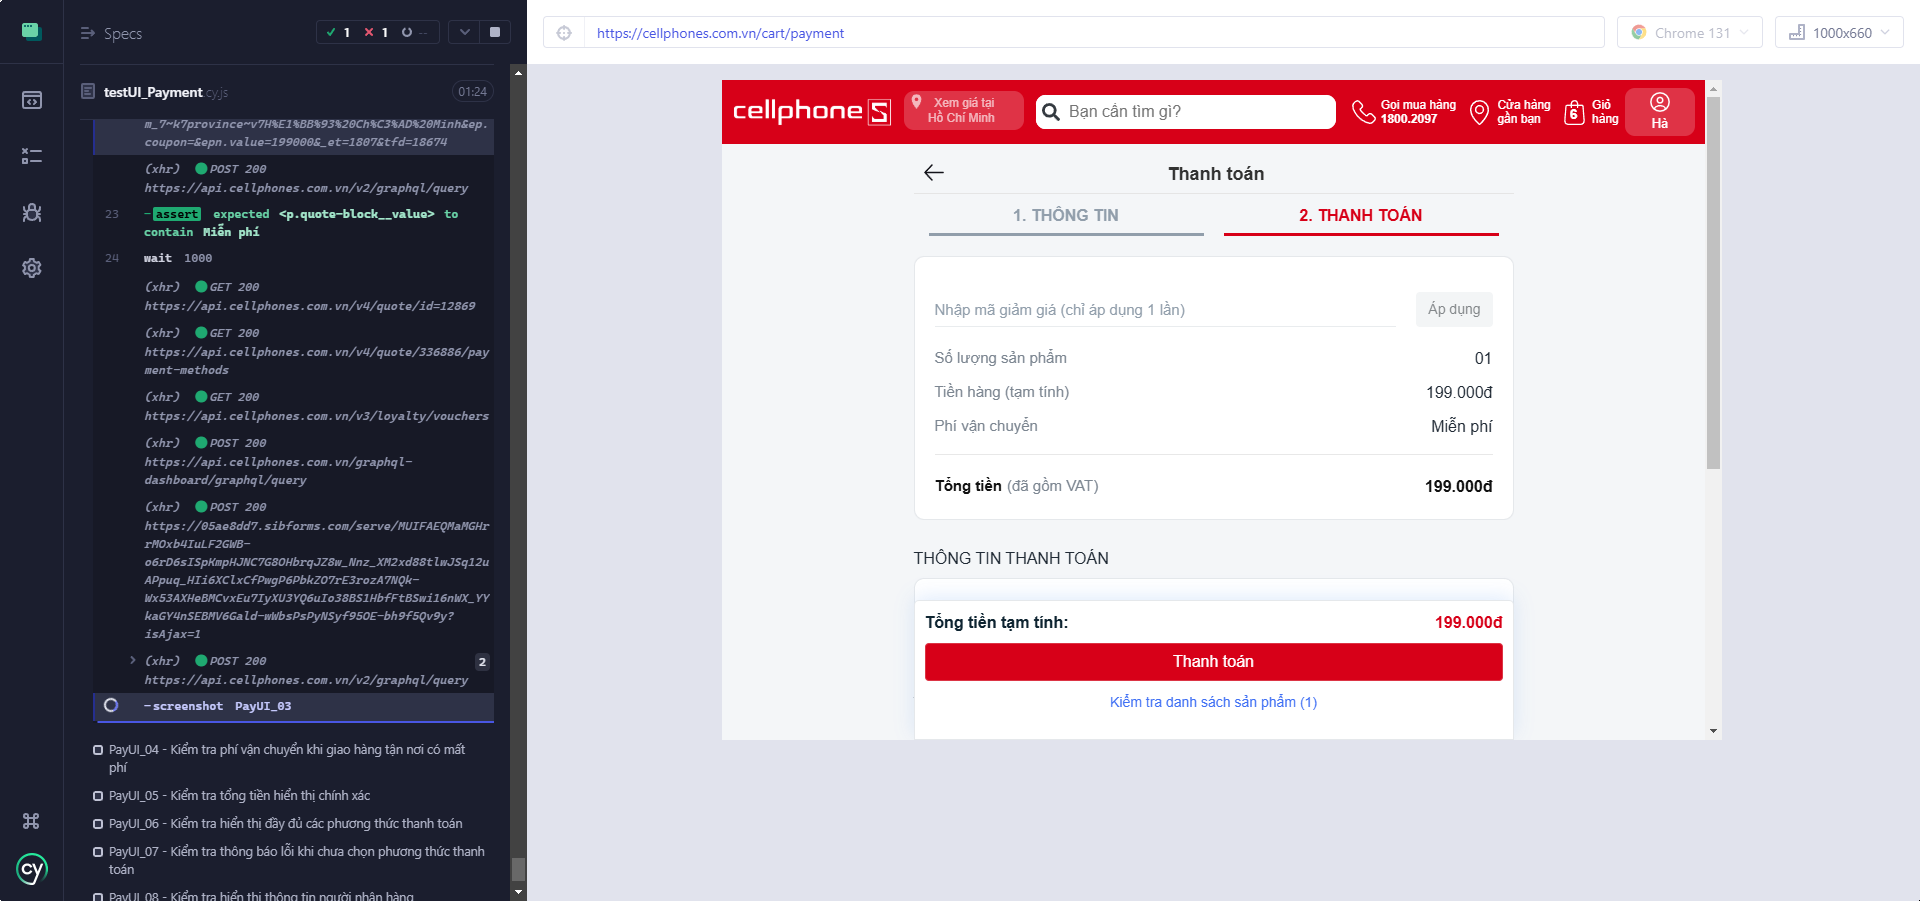 Specs
1
1
--
testUI_Payment.cy.js
01:24
m_7~k7province~v7H%E1%BB%93%20Ch%C3%AD%20Minh&ep.
coupon=&epn.value=199000&_et=1807&tfd=18674
(xhr) POST 200
https://api.cellphones.com.vn/v2/graphql/query
23 -assert expected <p.quote-block__value> to
contain Miễn phí
24 wait 1000
(xhr) GET 200
https://api.cellphones.com.vn/v4/quote/id=12869
(xhr) GET 200
https://api.cellphones.com.vn/v4/quote/336886/pay
ment-methods
(xhr) GET 200
https://api.cellphones.com.vn/v3/loyalty/vouchers
(xhr) POST 200
https://api.cellphones.com.vn/graphql-
dashboard/graphql/query
(xhr) POST 200
https://05ae8dd7.sibforms.com/serve/MUIFAEQMaMGHr
rMOxb4IuLF2GWB-
o6rD6sISpKmpHJNC7G8OHbrqJZ8w_Nnz_XM2xd88tlwJSq12u
APpuq_HIi6XClxCfPwgP6PbkZO7rE3rozA7NQk-
Wx53AXHeBMCvxEu7IyXU3YQ6uIo38BS1HbfFtBSwi16nWX_YY
kaGY4nSEBMV6Gald-wWbsPsPyNSyf95OE-bh9f5Qv9y?
isAjax=1
(xhr) POST 200 2
https://api.cellphones.com.vn/v2/graphql/query
-screenshot PayUI_03
PayUI_04 - Kiểm tra phí vận chuyển khi giao hàng tận nơi có mất
phí
PayUI_05 - Kiểm tra tổng tiền hiển thị chính xác
PayUI_06 - Kiểm tra hiển thị đầy đủ các phương thức thanh toán
PayUI_07 - Kiểm tra thông báo lỗi khi chưa chọn phương thức thanh
toán
PayUI_08 - Kiểm tra hiển thị thông tin người nhận hàng
cy
https://cellphones.com.vn/cart/payment
Chrome 131
1000x660
cellphoneS
Xem giá tại
Hồ Chí Minh
Bạn cần tìm gì?
Gọi mua hàng
1800.2097
Cửa hàng
gần bạn
6
Giỏ
hàng
Hà
Thanh toán
1. THÔNG TIN
2. THANH TOÁN
Nhập mã giảm giá (chỉ áp dụng 1 lần)
Áp dụng
Số lượng sản phẩm 01
Tiền hàng (tạm tính) 199.000đ
Phí vận chuyển Miễn phí
Tổng tiền (đã gồm VAT) 199.000đ
THÔNG TIN THANH TOÁN
Tổng tiền tạm tính: 199.000đ
Thanh toán
Kiểm tra danh sách sản phẩm (1)